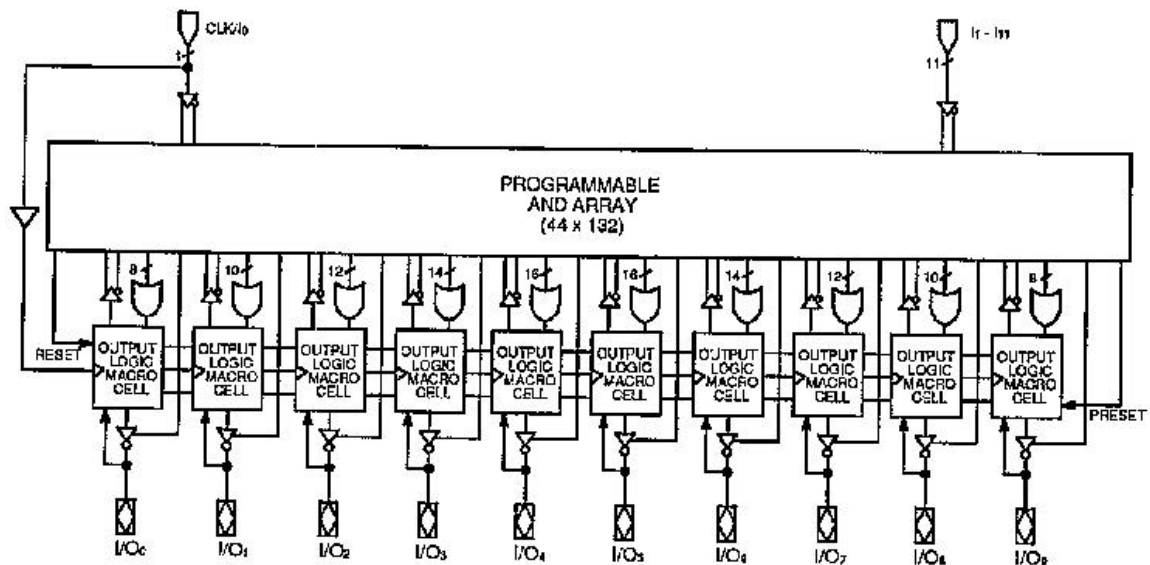 CLK/I₀
I₁ - I₁₁
1
11
PROGRAMMABLE
AND ARRAY
(44 x 132)
8
10
12
14
16
16
14
12
10
8
RESET
OUTPUT
LOGIC
MACRO
CELL
OUTPUT
LOGIC
MACRO
CELL
OUTPUT
LOGIC
MACRO
CELL
OUTPUT
LOGIC
MACRO
CELL
OUTPUT
LOGIC
MACRO
CELL
OUTPUT
LOGIC
MACRO
CELL
OUTPUT
LOGIC
MACRO
CELL
OUTPUT
LOGIC
MACRO
CELL
OUTPUT
LOGIC
MACRO
CELL
OUTPUT
LOGIC
MACRO
CELL
PRESET
I/O₀
I/O₁
I/O₂
I/O₃
I/O₄
I/O₅
I/O₆
I/O₇
I/O₈
I/O₉